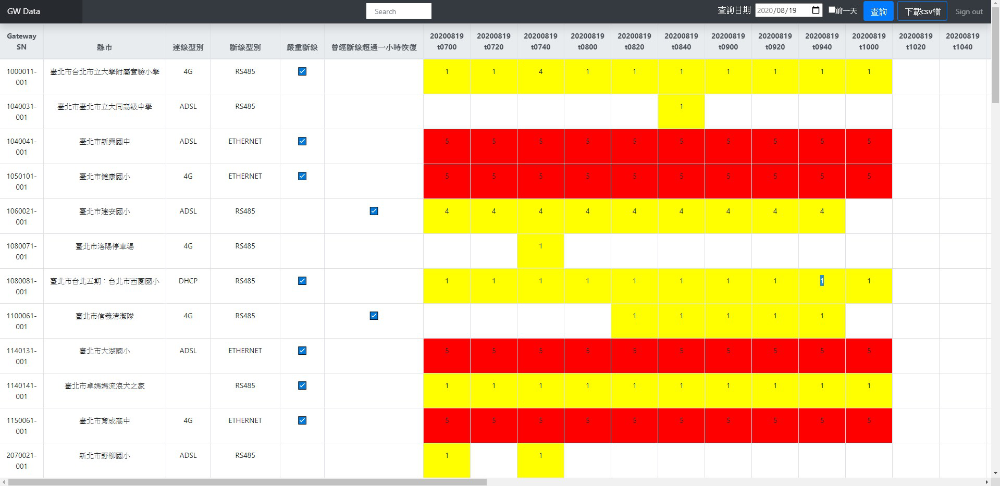 GW Data
Search
查詢日期 2020/08/19 前一天 查詢 下載csv檔 Sign out
Gateway SN 縣市 連線型別 斷線型別 嚴重斷線 曾經斷線超過一小時恢復 20200819 t0700 20200819 t0720 20200819 t0740 20200819 t0800 20200819 t0820 20200819 t0840 20200819 t0900 20200819 t0920 20200819 t0940 20200819 t1000 20200819 t1020 20200819 t1040
1000011-001 臺北市台北市立大學附屬實驗小學 4G RS485 1 1 4 1 1 1 1 1 1 1
1040031-001 臺北市臺北市立大同高級中學 ADSL RS485 1
1040041-001 臺北市新興國中 ADSL ETHERNET 5 5 5 5 5 5 5 5 5 5
1050101-001 臺北市健康國小 4G ETHERNET 5 5 5 5 5 5 5 5 5 5
1060021-001 臺北市建安國小 ADSL RS485 4 4 4 4 4 4 4 4 4
1080071-001 臺北市洛陽停車場 4G RS485 1
1080081-001 臺北市台北五期：台北市西園國小 DHCP RS485 1 1 1 1 1 1 1 1 1 1
1100061-001 臺北市信義清潔隊 4G RS485 1 1 1 1 1
1140131-001 臺北市大湖國小 ADSL ETHERNET 5 5 5 5 5 5 5 5 5 5
1140141-001 臺北市卓媽媽流浪犬之家 RS485 1 1 1 1 1 1 1 1 1 1
1150061-001 臺北市育成高中 4G ETHERNET 5 5 5 5 5 5 5 5 5 5
2070021-001 新北市野柳國小 ADSL RS485 1 1